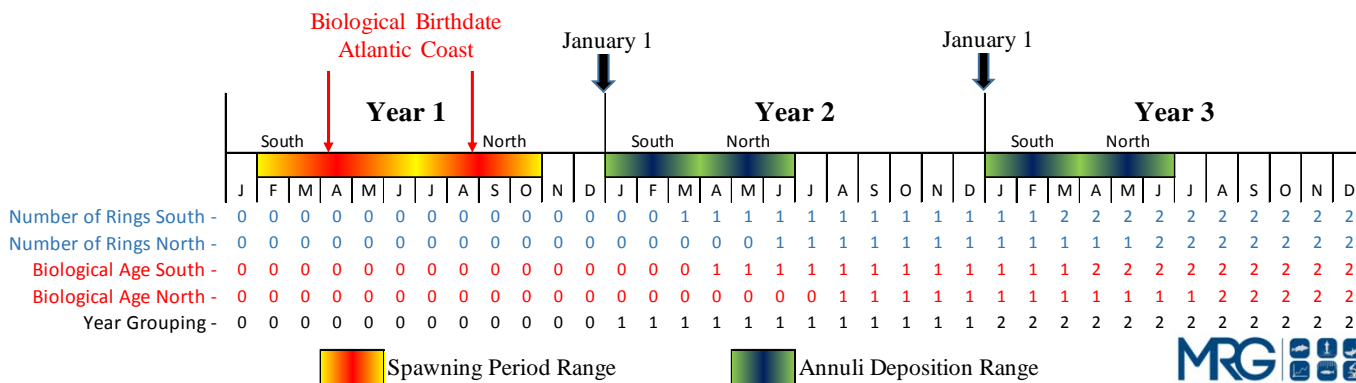 Biological Birthdate
Atlantic Coast
January 1
January 1
Year 1
Year 2
Year 3
South North South North South North
J F M A M J J A S O N D J F M A M J J A S O N D J F M A M J J A S O N D
Number of Rings South - 0 0 0 0 0 0 0 0 0 0 0 0 0 0 1 1 1 1 1 1 1 1 1 1 1 1 2 2 2 2 2 2 2 2 2 2
Number of Rings North - 0 0 0 0 0 0 0 0 0 0 0 0 0 0 0 0 0 1 1 1 1 1 1 1 1 1 1 1 1 2 2 2 2 2 2 2
Biological Age South - 0 0 0 0 0 0 0 0 0 0 0 0 0 0 0 1 1 1 1 1 1 1 1 1 1 1 1 2 2 2 2 2 2 2 2 2
Biological Age North - 0 0 0 0 0 0 0 0 0 0 0 0 0 0 0 0 0 0 0 1 1 1 1 1 1 1 1 1 1 1 1 2 2 2 2 2
Year Grouping - 0 0 0 0 0 0 0 0 0 0 0 0 1 1 1 1 1 1 1 1 1 1 1 1 2 2 2 2 2 2 2 2 2 2 2 2
Spawning Period Range
Annuli Deposition Range
MRG